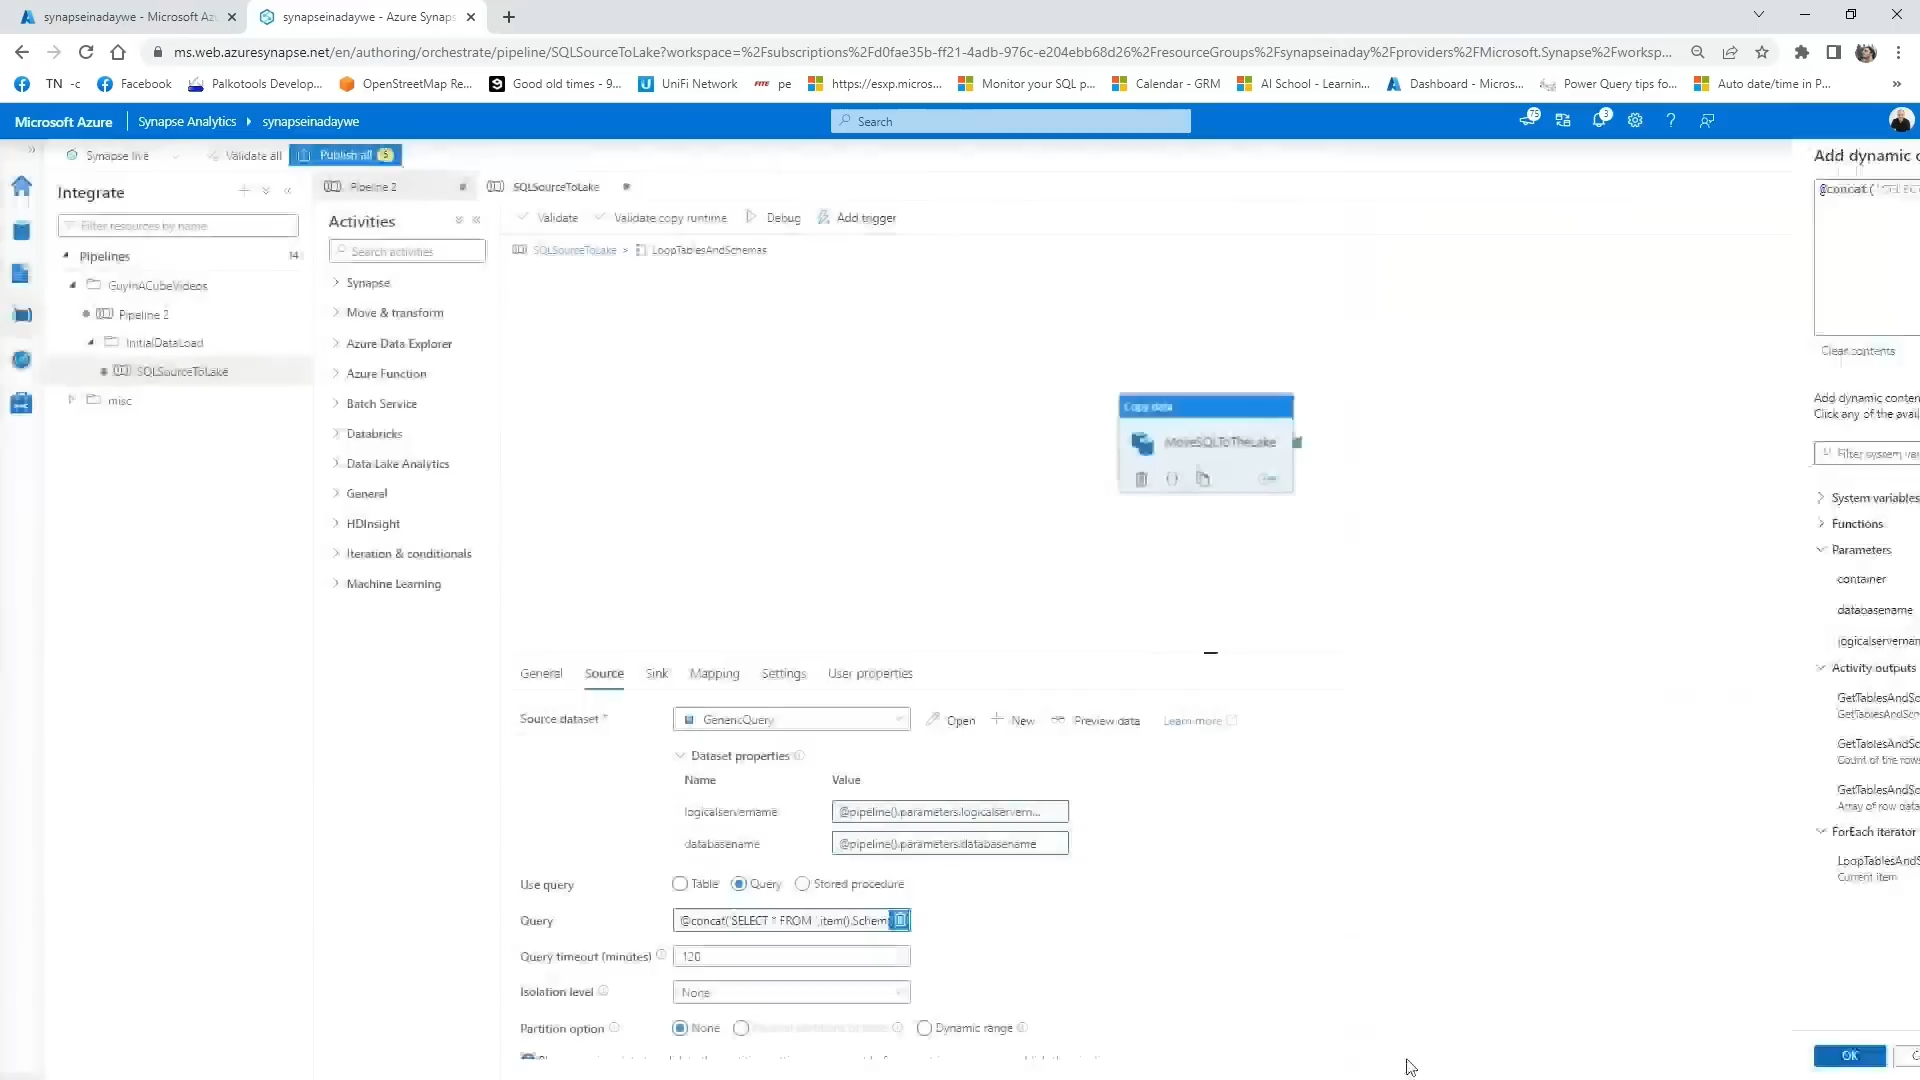 synapseinadaywe - Microsoft Az
synapseinadaywe - Azure Synaps
ms.web.azuresynapse.net/en/authoring/orchestrate/pipeline/SQLSourceToLake?workspace=%2Fsubscriptions%2Fd0fae35b-ff21-4adb-976c-e204ebb68d26%2FresourceGroups%2Fsynapseinaday%2Fproviders%2FMicrosoft.Synapse%2Fworksp...
TN -c
Facebook
Palkotools Develop...
OpenStreetMap Re...
Good old times - 9...
UniFi Network
FITE
pe
https://esxp.micros...
Monitor your SQL p...
Calendar - GRM
AI School - Learnin...
Dashboard - Micros...
Power Query tips fo...
Auto date/time in P...
Microsoft Azure
Synapse Analytics
synapseinadaywe
Search
75
3
Synapse live
Validate all
Publish all 5
Integrate
Filter resources by name
Pipelines 14
GuyInACubeVideos
Pipeline 2
InitialDataLoad
SQLSourceToLake
misc
Pipeline 2
SQLSourceToLake
Activities
Search activities
Synapse
Move & transform
Azure Data Explorer
Azure Function
Batch Service
Databricks
Data Lake Analytics
General
HDInsight
Iteration & conditionals
Machine Learning
Validate
Validate copy runtime
Debug
Add trigger
SQLSourceToLake > LoopTablesAndSchemas
Copy data
MoveSQLToTheLake
General
Source
Sink
Mapping
Settings
User properties
Source dataset *
GenericQuery
Open
New
Preview data
Learn more
Dataset properties
Name Value
logicalservername @pipeline().parameters.logicalservern...
databasename @pipeline().parameters.databasename
Use query
Table
Query
Stored procedure
Query
@concat('SELECT * FROM ',item().Schem
Query timeout (minutes)
120
Isolation level
None
Partition option
None
Dynamic range
Add dynamic c
@concat(
Clear contents
Add dynamic conten
Click any of the avail
Filter system var
System variables
Functions
Parameters
container
databasename
logicalservernam
Activity outputs
GetTablesAndSc
GetTablesAndSch
GetTablesAndSc
Count of the rows
GetTablesAndSc
Array of row data
ForEach iterator
LoopTablesAndS
Current item
OK